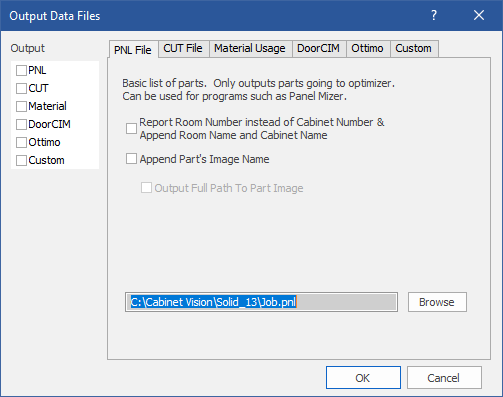 Output Data Files
? ×
Output
PNL
CUT
Material
DoorCIM
Ottimo
Custom
PNL File CUT File Material Usage DoorCIM Ottimo Custom
Basic list of parts. Only outputs parts going to optimizer.
Can be used for programs such as Panel Mizer.
Report Room Number instead of Cabinet Number &
Append Room Name and Cabinet Name
Append Part's Image Name
Output Full Path To Part Image
C:\Cabinet Vision\Solid_13\Job.pnl
Browse
OK Cancel